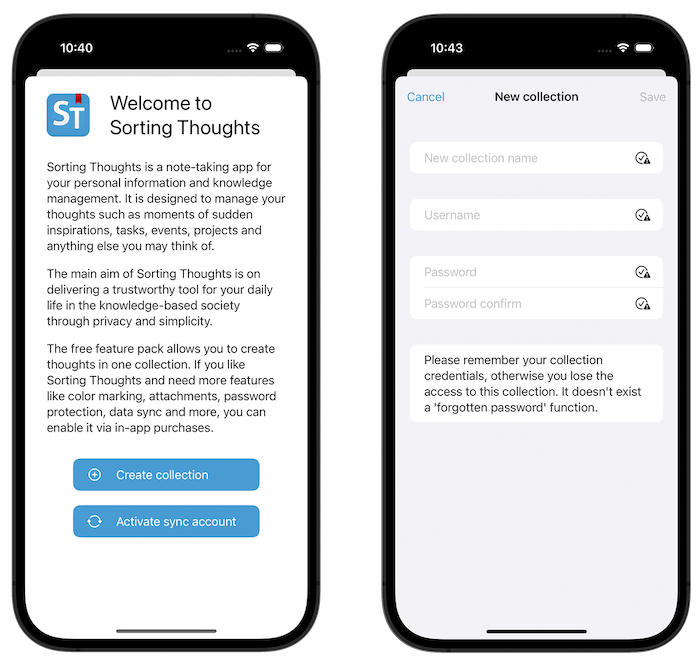 10:40
ST
Welcome to
Sorting Thoughts
Sorting Thoughts is a note-taking app for
your personal information and knowledge
management. It is designed to manage your
thoughts such as moments of sudden
inspirations, tasks, events, projects and
anything else you may think of.
The main aim of Sorting Thoughts is on
delivering a trustworthy tool for your daily
life in the knowledge-based society
through privacy and simplicity.
The free feature pack allows you to create
thoughts in one collection. If you like
Sorting Thoughts and need more features
like color marking, attachments, password
protection, data sync and more, you can
enable it via in-app purchases.
Create collection
Activate sync account
10:43
Cancel New collection Save
New collection name
Username
Password
Password confirm
Please remember your collection
credentials, otherwise you lose the
access to this collection. It doesn't exist
a 'forgotten password' function.